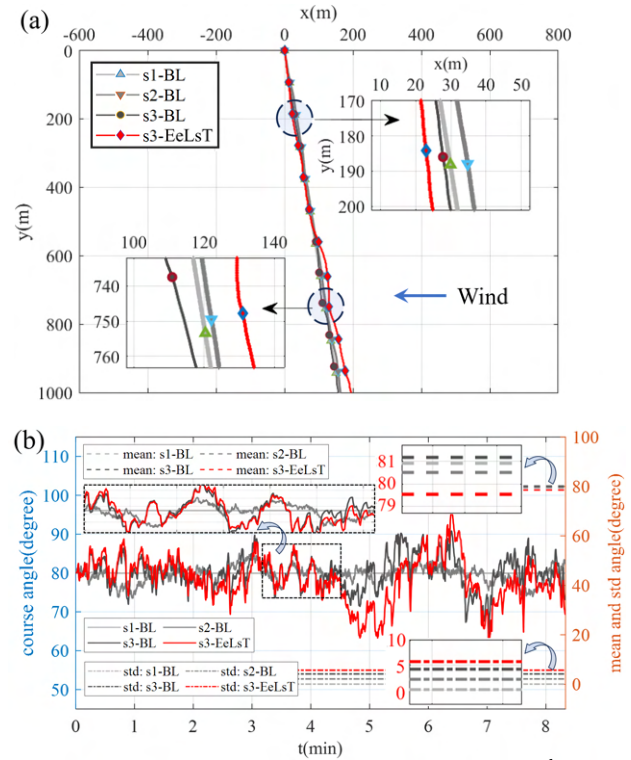 (a)
x(m)
-600 -400 -200 0 200 400 600 800
0
200
400
600
800
1000
y(m)
s1-BL
s2-BL
s3-BL
s3-EeLsT
x(m)
10 20 30 40 50
170
180
190
200
y(m)
100 120 140
740
750
760
Wind
(b)
110
100
90
80
70
60
50
course angle(degree)
mean: s1-BL mean: s2-BL
mean: s3-BL mean: s3-EeLsT
81
80
79
100
80
60
40
20
0
mean and std angle(degree)
s1-BL s2-BL
s3-BL s3-EeLsT
std: s1-BL std: s2-BL
std: s3-BL std: s3-EeLsT
10
5
0
0 1 2 3 4 5 6 7 8
t(min)